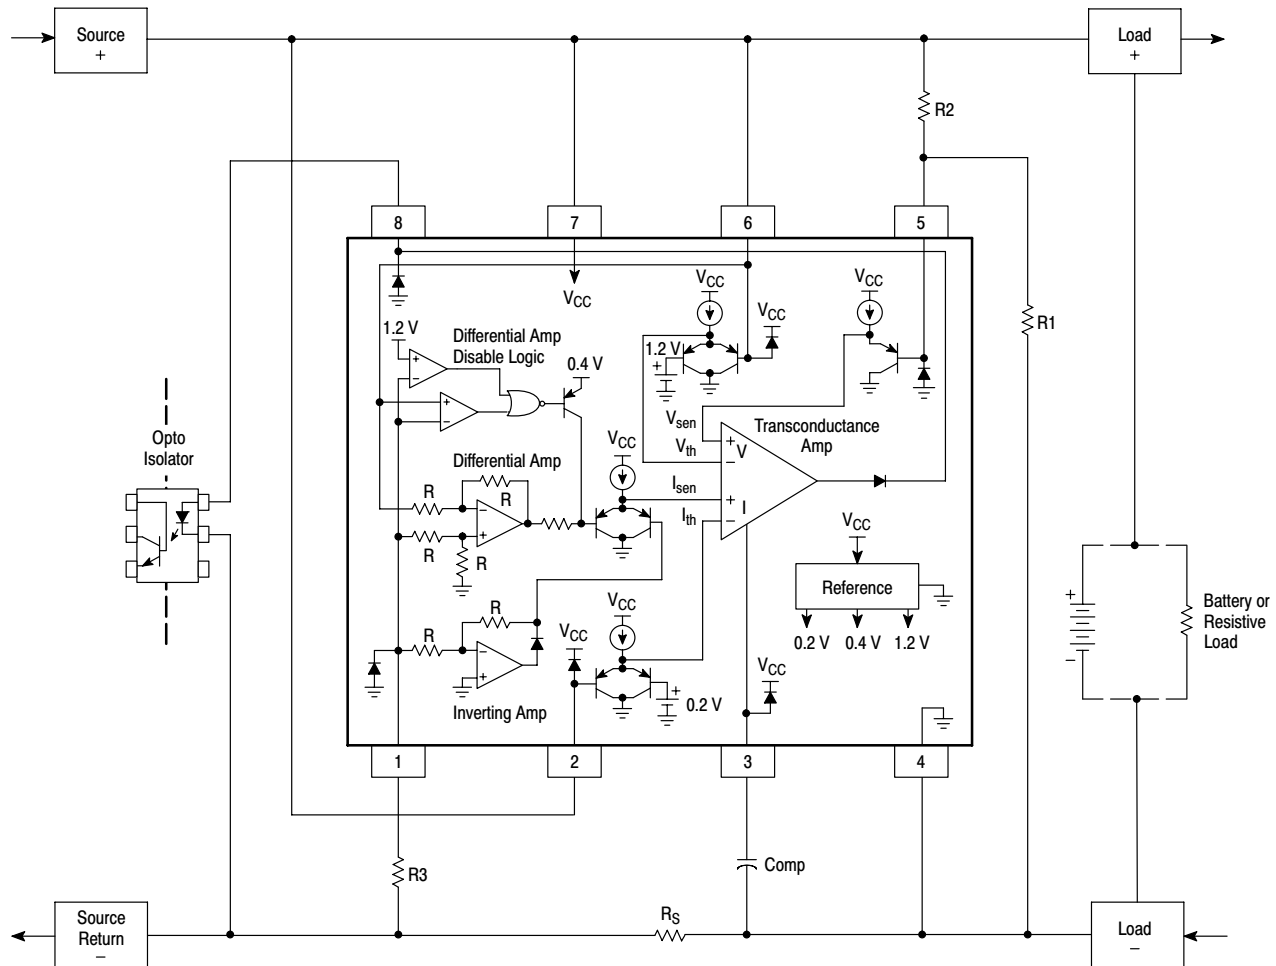 Source
+
Load
+
R2
8
7
6
5
VCC
VCC
VCC
VCC
R1
1.2 V
Differential Amp
Disable Logic
0.4 V
1.2 V
+
+
−
+
−
Vsen
Vth
Transconductance
Amp
+
V
−
Opto
Isolator
Differential Amp
VCC
Isen
Ith
+
I
−
R
R
−
+
R
R
VCC
Reference
0.2 V
0.4 V
1.2 V
+
−
Battery or
Resistive
Load
R
R
−
+
Inverting Amp
VCC
VCC
+
0.2 V
VCC
1
2
3
4
R3
Comp
RS
Source
Return
−
Load
−